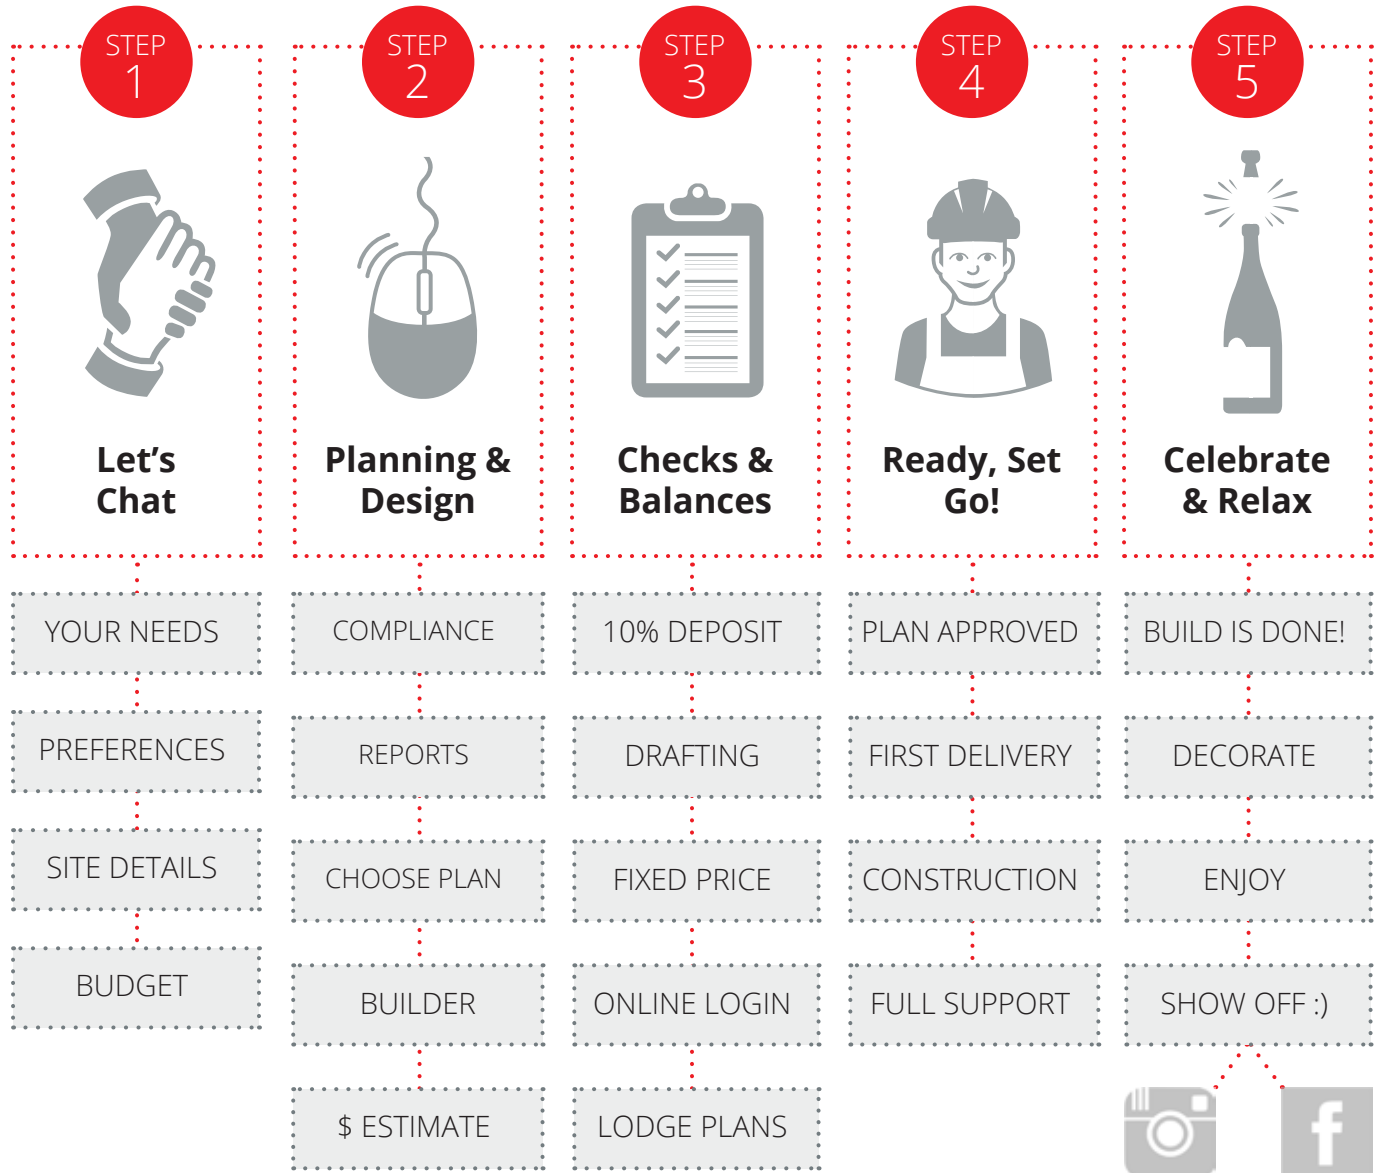 STEP
1
Let’s
Chat
YOUR NEEDS
PREFERENCES
SITE DETAILS
BUDGET
STEP
2
Planning &
Design
COMPLIANCE
REPORTS
CHOOSE PLAN
BUILDER
$ ESTIMATE
STEP
3
Checks &
Balances
10% DEPOSIT
DRAFTING
FIXED PRICE
ONLINE LOGIN
LODGE PLANS
STEP
4
Ready, Set
Go!
PLAN APPROVED
FIRST DELIVERY
CONSTRUCTION
FULL SUPPORT
STEP
5
Celebrate
& Relax
BUILD IS DONE!
DECORATE
ENJOY
SHOW OFF :)
f